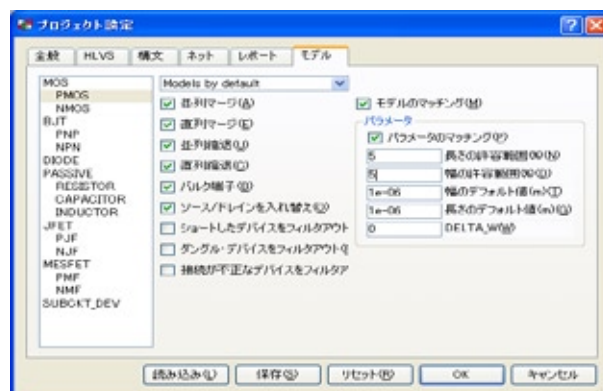 プロジェクト設定
全般 HLVS 構文 ネット レポート モデル
MOS
PMOS
NMOS
BJT
PNP
NPN
DIODE
PASSIVE
RESISTOR
CAPACITOR
INDUCTOR
JFET
PJF
NJF
MESFET
PMF
NMF
SUBCKT_DEV
Models by default
並列マージ(A)
直列マージ(E)
並列縮退(U)
直列縮退(C)
バルク端子(B)
ソース/ドレインを入れ替え(D)
ショートしたデバイスをフィルタアウト
ダングル・デバイスをフィルタアウト
接続が不正なデバイスをフィルタア
モデルのマッチング(M)
パラメータ
パラメータのマッチング(P)
5 長さの許容範囲(%)(N)
5 幅の許容範囲(%)(O)
1e-06 幅のデフォルト値(m)(T)
1e-06 長さのデフォルト値(m)(G)
0 DELTA_W(W)
読み込み(L) 保存(S) リセット(R) OK キャンセル